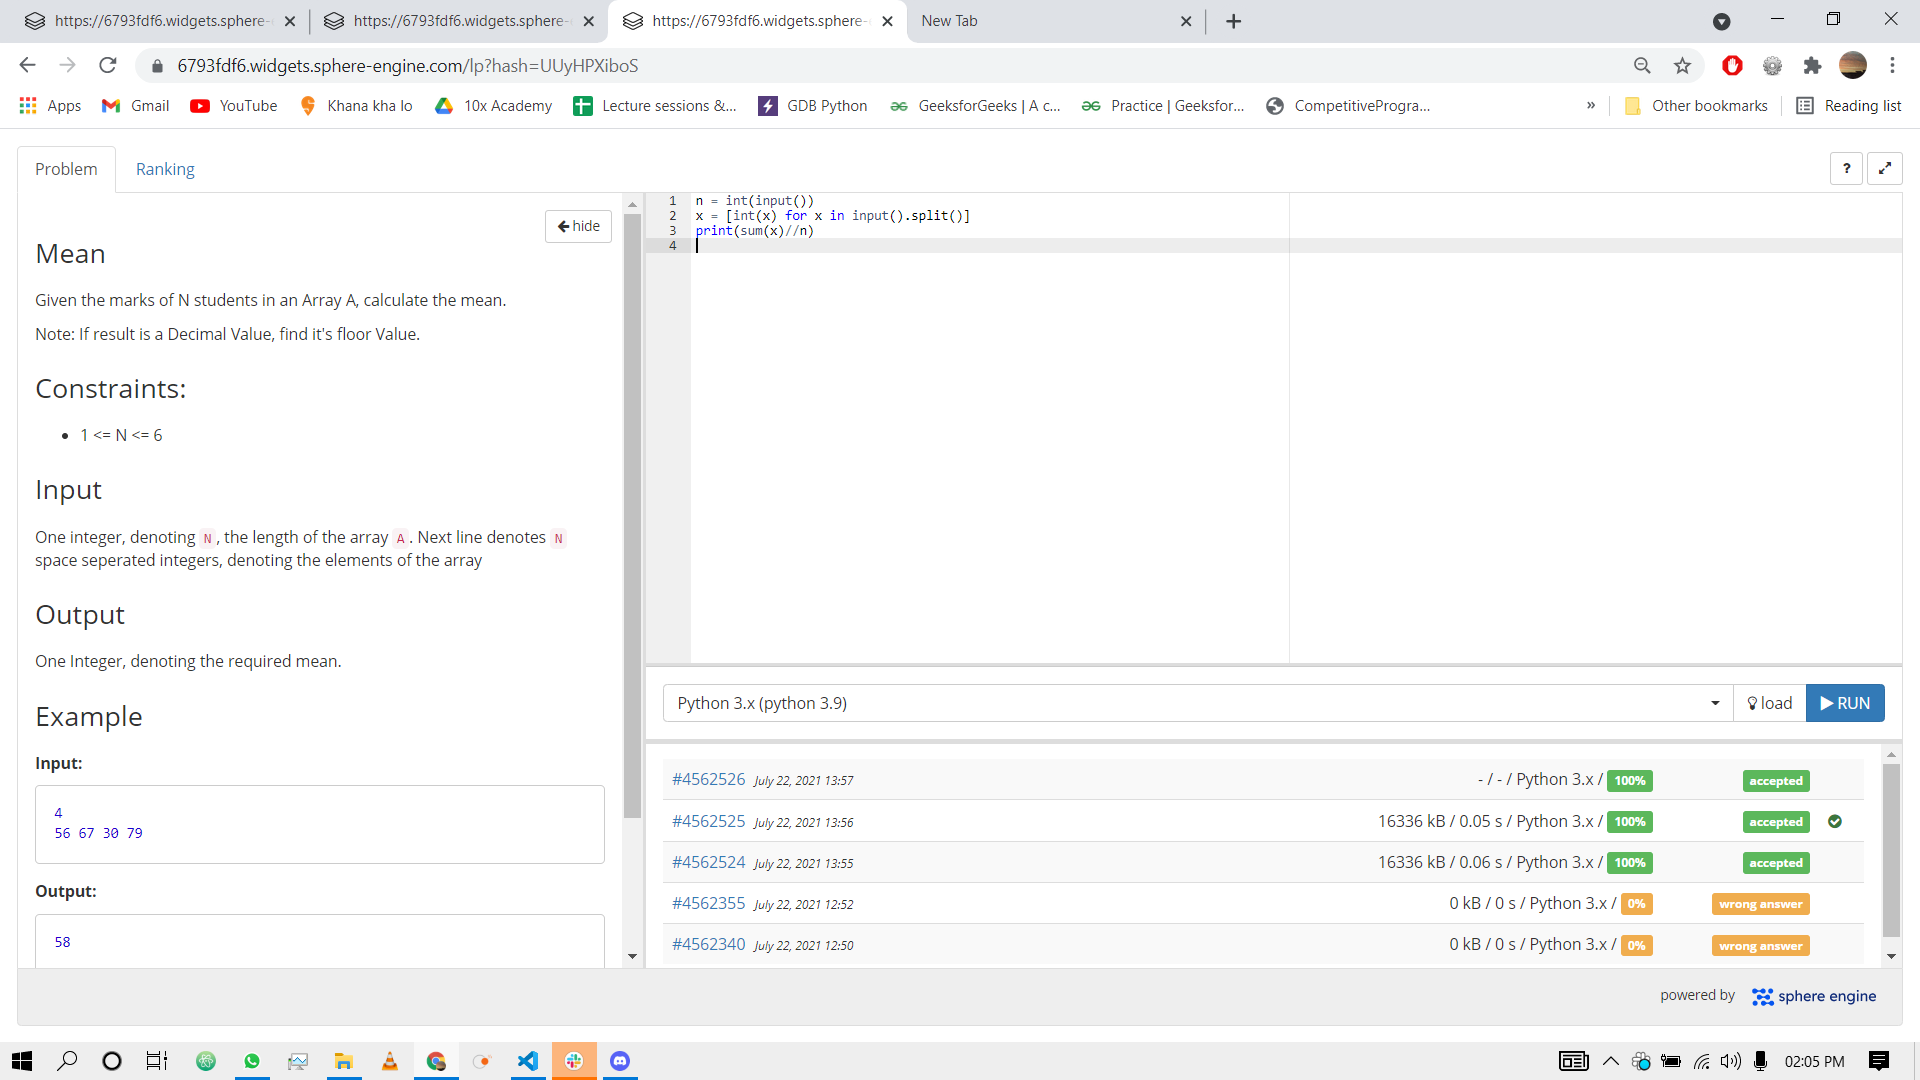 https://6793fdf6.widgets.sphere-
https://6793fdf6.widgets.sphere-
https://6793fdf6.widgets.sphere-
New Tab
6793fdf6.widgets.sphere-engine.com/lp?hash=UUyHPXiboS
Apps
Gmail
YouTube
Khana kha lo
10x Academy
Lecture sessions &...
GDB Python
GeeksforGeeks | A c...
Practice | Geeksfor...
CompetitiveProgra...
»
Other bookmarks
Reading list
Problem
Ranking
?
hide
Mean
Given the marks of N students in an Array A, calculate the mean.
Note: If result is a Decimal Value, find it's floor Value.
Constraints:
• 1 <= N <= 6
Input
One integer, denoting N , the length of the array A . Next line denotes N
space seperated integers, denoting the elements of the array
Output
One Integer, denoting the required mean.
Example
Input:
4
56 67 30 79
Output:
58
1 n = int(input())
2 x = [int(x) for x in input().split()]
3 print(sum(x)//n)
4
Python 3.x (python 3.9)
load
RUN
#4562526 July 22, 2021 13:57 - / - / Python 3.x / 100% accepted
#4562525 July 22, 2021 13:56 16336 kB / 0.05 s / Python 3.x / 100% accepted
#4562524 July 22, 2021 13:55 16336 kB / 0.06 s / Python 3.x / 100% accepted
#4562355 July 22, 2021 12:52 0 kB / 0 s / Python 3.x / 0% wrong answer
#4562340 July 22, 2021 12:50 0 kB / 0 s / Python 3.x / 0% wrong answer
powered by sphere engine
02:05 PM